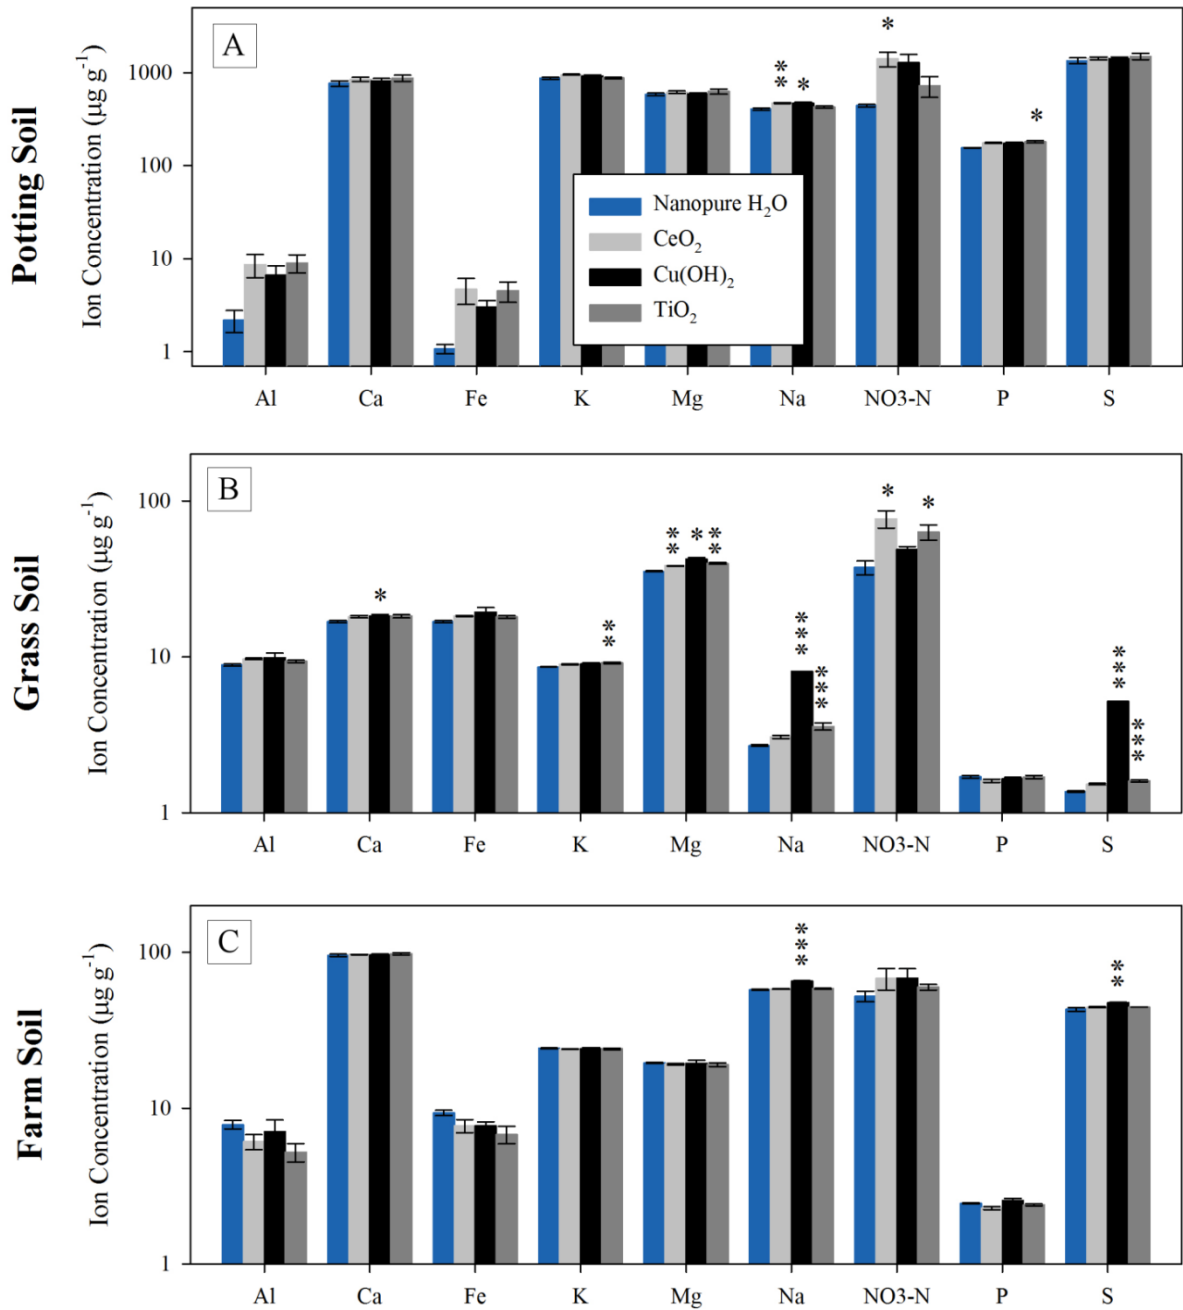 Potting Soil
Ion Concentration (µg g⁻¹)
A
1000
100
10
1
*
**
*
*
Nanopure H₂O
CeO₂
Cu(OH)₂
TiO₂
Al Ca Fe K Mg Na NO3-N P S
Grass Soil
Ion Concentration (µg g⁻¹)
B
100
10
1
*
**
**
*
**
***
***
*
*
***
***
Al Ca Fe K Mg Na NO3-N P S
Farm Soil
Ion Concentration (µg g⁻¹)
C
100
10
1
***
**
Al Ca Fe K Mg Na NO3-N P S